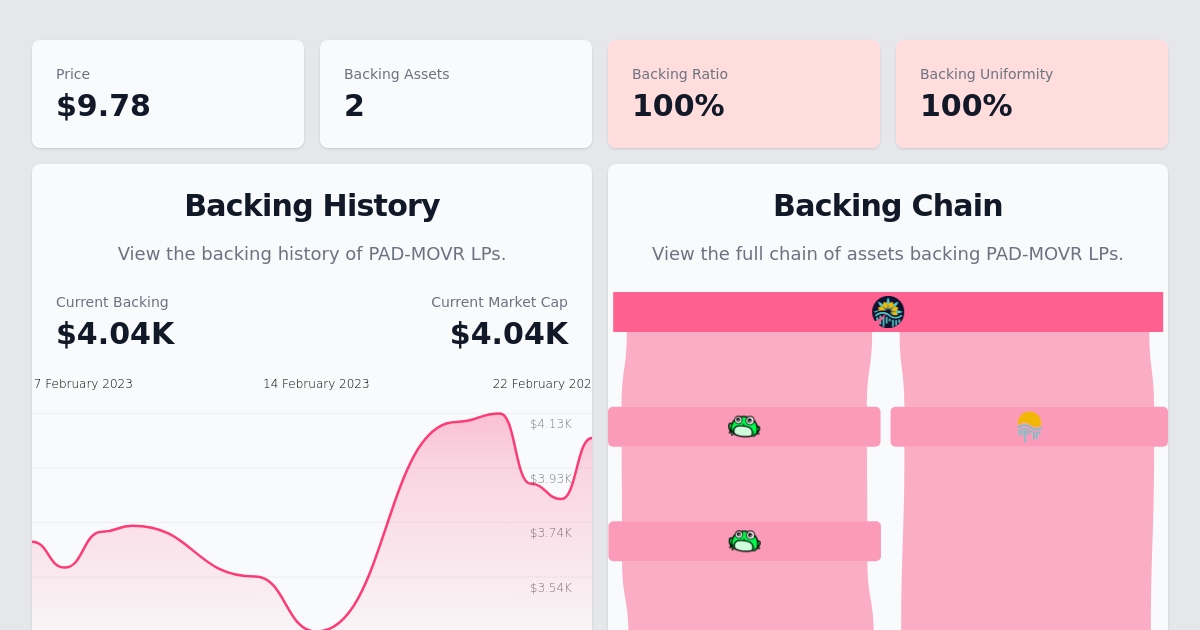 Price
$9.78
Backing Assets
2
Backing Ratio
100%
Backing Uniformity
100%
Backing History
View the backing history of PAD-MOVR LPs.
Current Backing
$4.04K
Current Market Cap
$4.04K
7 February 2023
14 February 2023
22 February 202
$4.13K
$3.93K
$3.74K
$3.54K
Backing Chain
View the full chain of assets backing PAD-MOVR LPs.